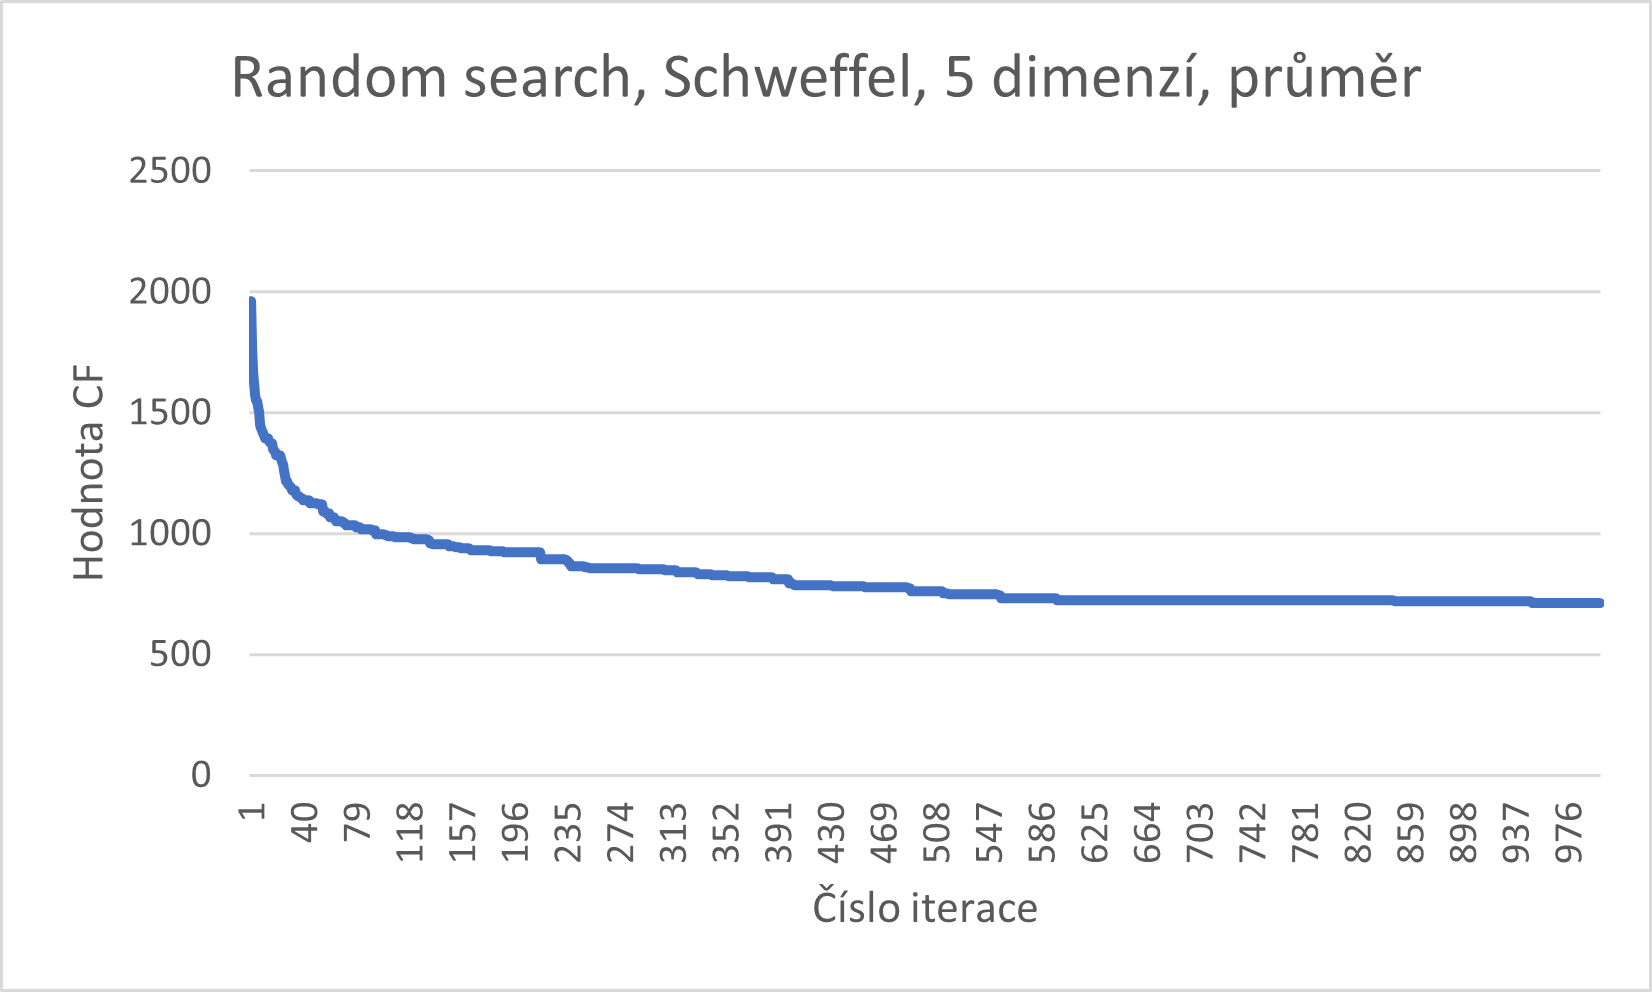 Random search, Schweffel, 5 dimenzí, průměr
2500
2000
1500
1000
500
0
Hodnota CF
1 40 79 118 157 196 235 274 313 352 391 430 469 508 547 586 625 664 703 742 781 820 859 898 937 976
Číslo iterace